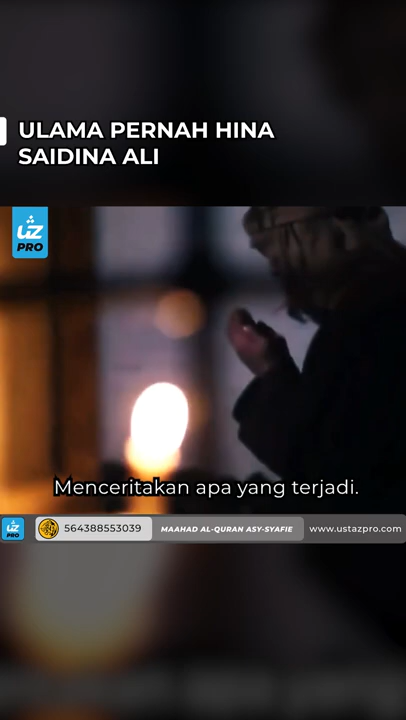 ULAMA PERNAH HINA
SAIDINA ALI
UZ
PRO
Menceritakan apa yang terjadi.
UZ
PRO
564388553039
MAAHAD AL-QURAN ASY-SYAFIE
www.ustazpro.com